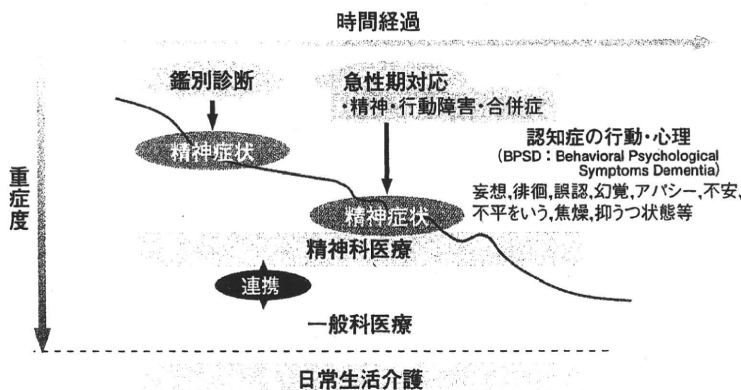 時間経過
鑑別診断
急性期対応
・精神・行動障害・合併症
精神症状
認知症の行動・心理
(BPSD：Behavioral Psychological
Symptoms Dementia)
妄想,徘徊,誤認,幻覚,アパシー,不安,
不平をいう,焦燥,抑うつ状態等
重症度
精神症状
精神科医療
連携
一般科医療
日常生活介護